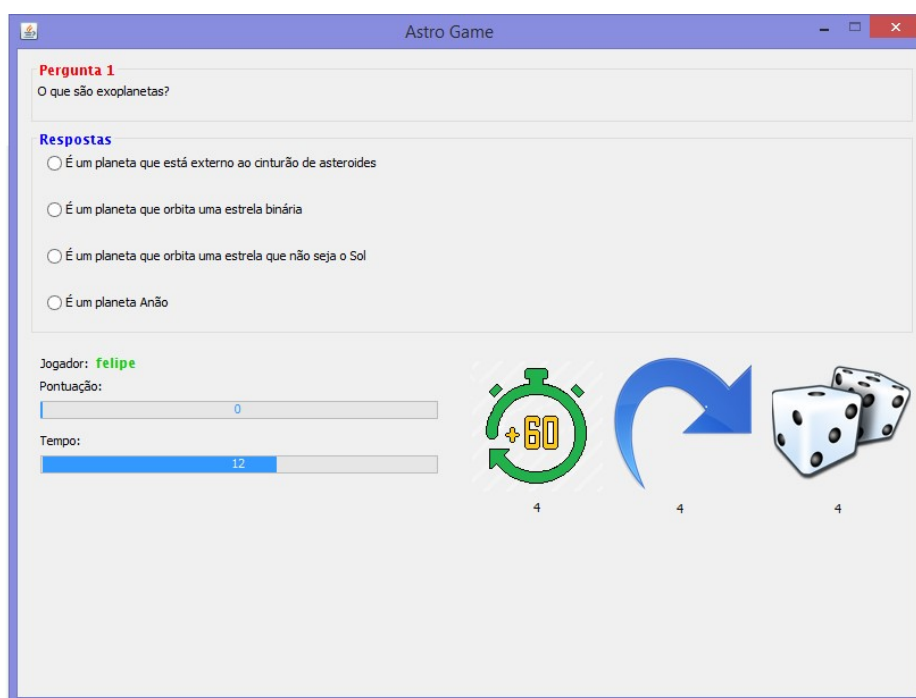 Astro Game
Pergunta 1
O que são exoplanetas?
Respostas
É um planeta que está externo ao cinturão de asteroides
É um planeta que orbita uma estrela binária
É um planeta que orbita uma estrela que não seja o Sol
É um planeta Anão
Jogador: felipe
Pontuação:
0
Tempo:
12
+60
4 4 4